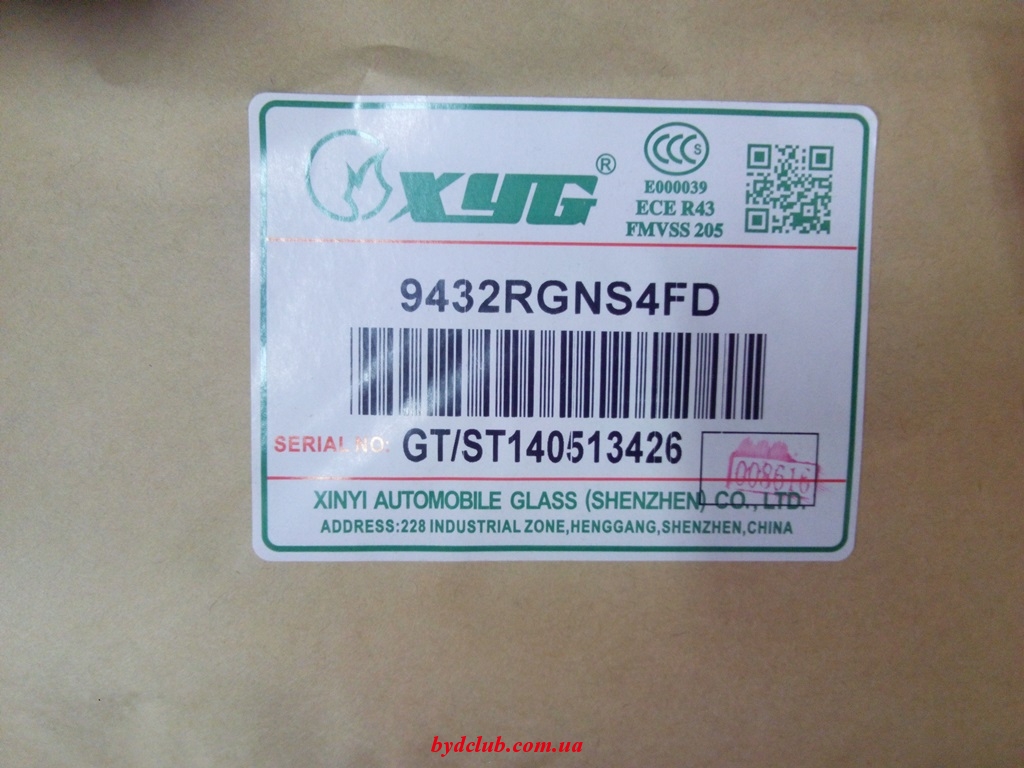 XYG®
CCC S
E000039
ECE R43
FMVSS 205
9432RGNS4FD
SERIAL NO: GT/ST140513426
008616
XINYI AUTOMOBILE GLASS (SHENZHEN) CO., LTD.
ADDRESS:228 INDUSTRIAL ZONE,HENGGANG,SHENZHEN,CHINA
bydclub.com.ua